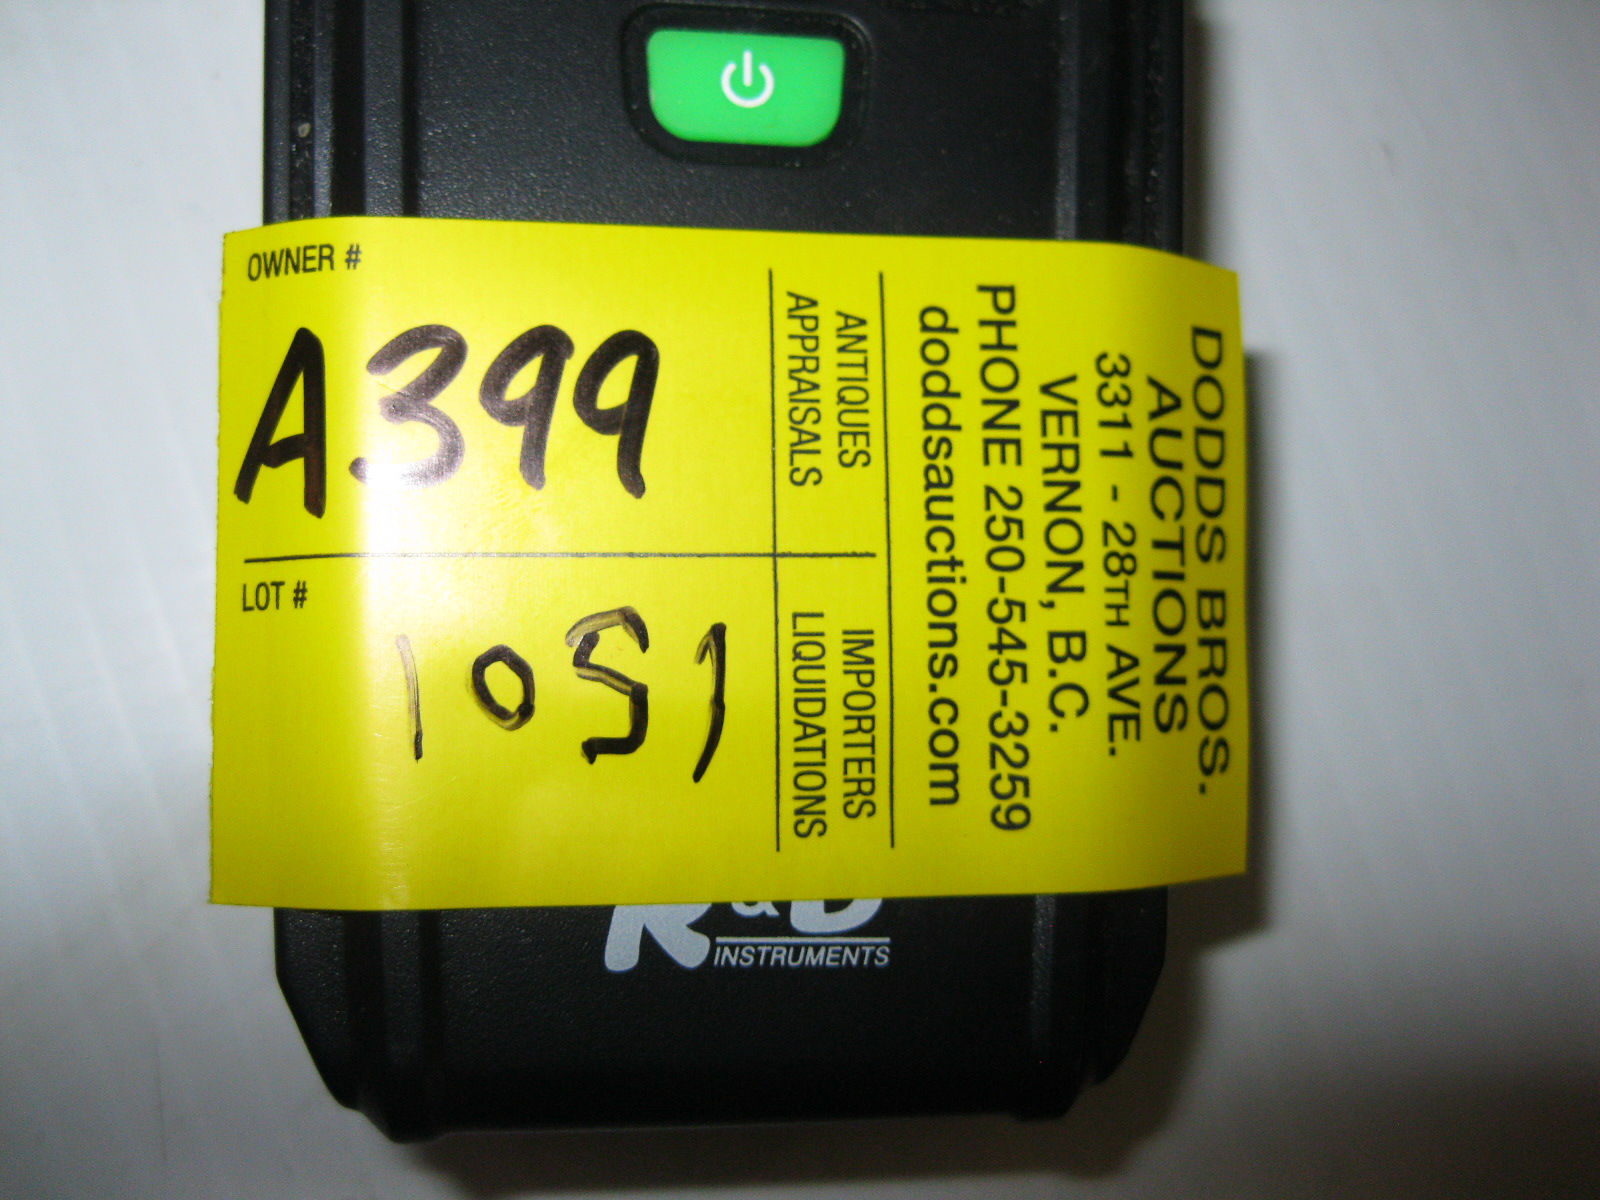 OWNER #
A399
LOT #
1051
ANTIQUES
APPRAISALS
IMPORTERS
LIQUIDATIONS
DODDS BROS.
AUCTIONS
3311 - 28TH AVE.
VERNON, B.C.
PHONE 250-545-3259
doddsauctions.com
R&D
INSTRUMENTS